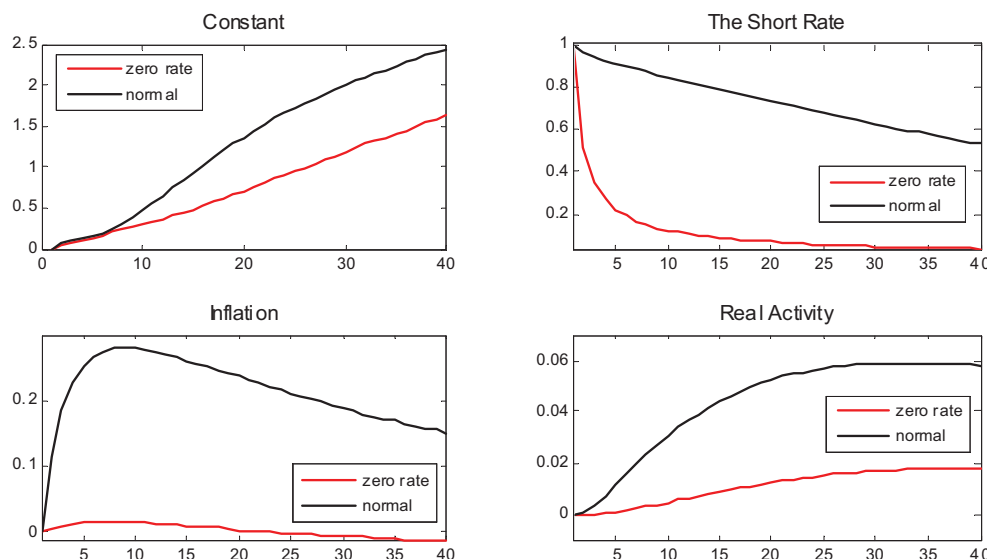 Constant
2.5
2
1.5
1
0.5
0
0 10 20 30 40
zero rate
normal
The Short Rate
1
0.8
0.6
0.4
0.2
5 10 15 20 25 30 35 40
zero rate
normal
Inflation
0.2
0.1
0
5 10 15 20 25 30 35 40
zero rate
normal
Real Activity
0.06
0.04
0.02
0
5 10 15 20 25 30 35 40
zero rate
normal